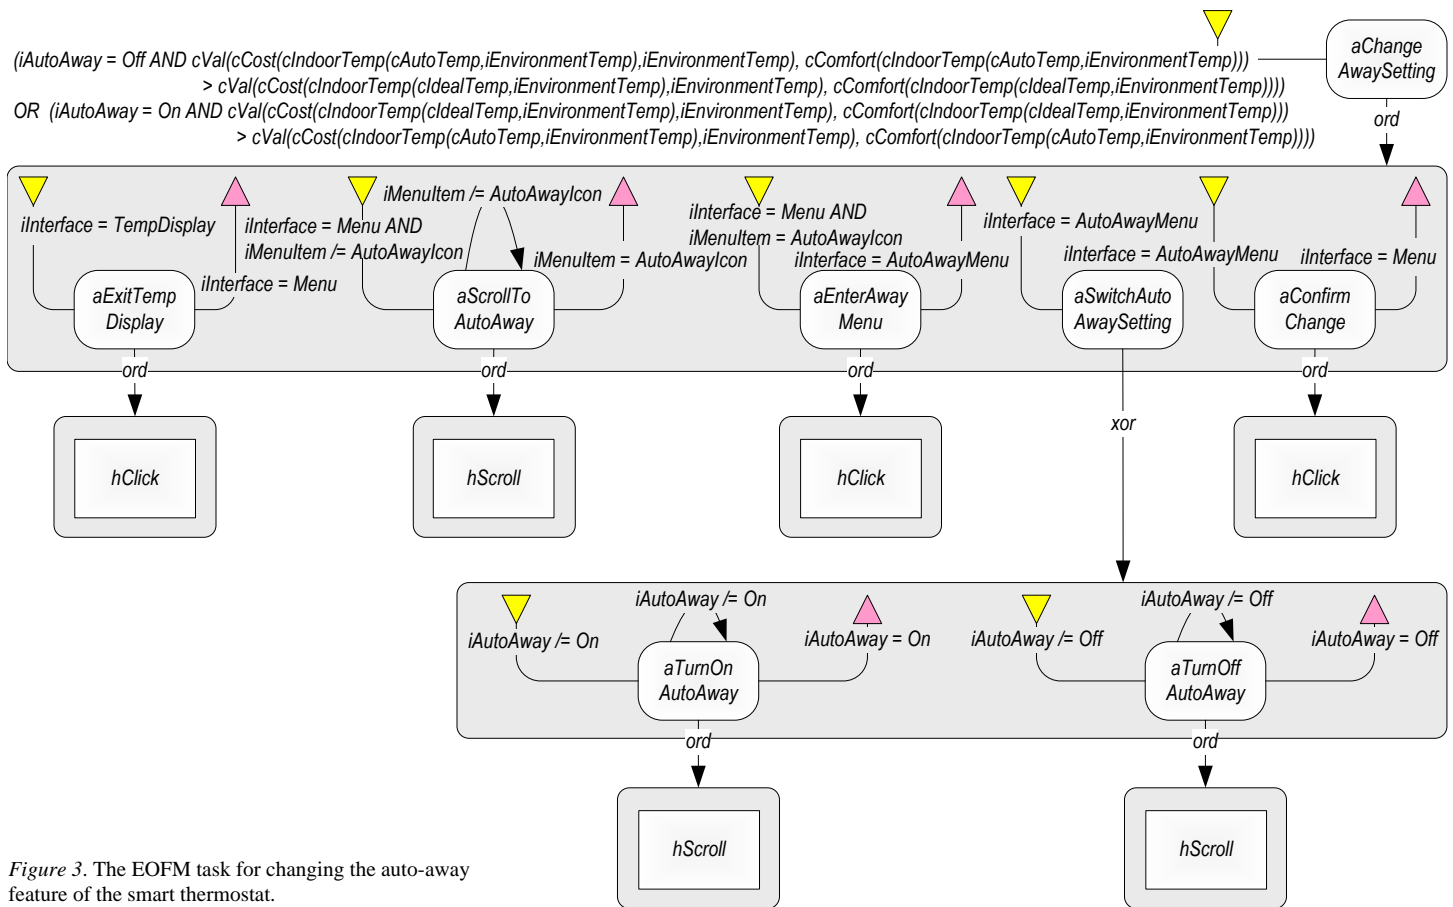 (iAutoAway = Off AND cVal(cCost(cIndoorTemp(cAutoTemp,iEnvironmentTemp),iEnvironmentTemp), cComfort(cIndoorTemp(cAutoTemp,iEnvironmentTemp)))
> cVal(cCost(cIndoorTemp(cIdealTemp,iEnvironmentTemp),iEnvironmentTemp), cComfort(cIndoorTemp(cIdealTemp,iEnvironmentTemp))))
OR (iAutoAway = On AND cVal(cCost(cIndoorTemp(cIdealTemp,iEnvironmentTemp),iEnvironmentTemp), cComfort(cIndoorTemp(cIdealTemp,iEnvironmentTemp)))
> cVal(cCost(cIndoorTemp(cAutoTemp,iEnvironmentTemp),iEnvironmentTemp), cComfort(cIndoorTemp(cAutoTemp,iEnvironmentTemp))))
aChange
AwaySetting
ord
iInterface = TempDisplay
iInterface = Menu
aExitTemp
Display
ord
hClick
iInterface = Menu AND
iMenuItem /= AutoAwayIcon
iMenuItem /= AutoAwayIcon
iMenuItem = AutoAwayIcon
aScrollTo
AutoAway
ord
hScroll
iInterface = Menu AND
iMenuItem = AutoAwayIcon
iInterface = AutoAwayMenu
aEnterAway
Menu
ord
hClick
iInterface = AutoAwayMenu
aSwitchAuto
AwaySetting
xor
iInterface = AutoAwayMenu
iInterface = Menu
aConfirm
Change
ord
hClick
iAutoAway /= On
iAutoAway /= On
iAutoAway = On
aTurnOn
AutoAway
ord
hScroll
iAutoAway /= Off
iAutoAway /= Off
iAutoAway = Off
aTurnOff
AutoAway
ord
hScroll
Figure 3. The EOFM task for changing the auto-away
feature of the smart thermostat.